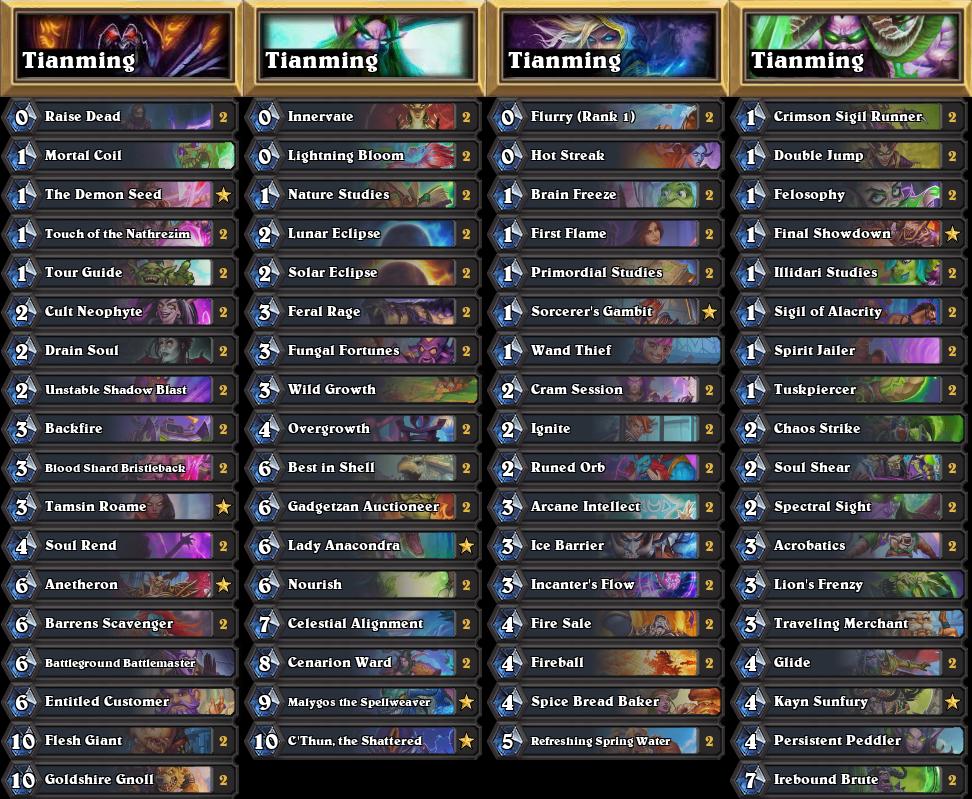 Tianming
0 Raise Dead 2
1 Mortal Coil
1 The Demon Seed
1 Touch of the Nathrezim 2
1 Tour Guide 2
2 Cult Neophyte 2
2 Drain Soul 2
2 Unstable Shadow Blast 2
3 Backfire 2
3 Blood Shard Bristleback 2
3 Tamsin Roame
4 Soul Rend 2
6 Anetheron
6 Barrens Scavenger 2
6 Battleground Battlemaster
6 Entitled Customer
10 Flesh Giant 2
10 Goldshire Gnoll 2
Tianming
0 Innervate 2
0 Lightning Bloom 2
1 Nature Studies 2
2 Lunar Eclipse 2
2 Solar Eclipse 2
3 Feral Rage 2
3 Fungal Fortunes 2
3 Wild Growth
4 Overgrowth 2
6 Best in Shell 2
6 Gadgetzan Auctioneer 2
6 Lady Anacondra
6 Nourish 2
7 Celestial Alignment 2
8 Cenarion Ward 2
9 Malygos the Spellweaver
10 C'Thun, the Shattered
Tianming
0 Flurry (Rank 1) 2
0 Hot Streak
1 Brain Freeze 2
1 First Flame 2
1 Primordial Studies 2
1 Sorcerer's Gambit
1 Wand Thief
2 Cram Session 2
2 Ignite 2
2 Runed Orb 2
3 Arcane Intellect 2
3 Ice Barrier 2
3 Incanter's Flow 2
4 Fire Sale 2
4 Fireball 2
4 Spice Bread Baker
5 Refreshing Spring Water 2
Tianming
1 Crimson Sigil Runner 2
1 Double Jump 2
1 Felosophy 2
1 Final Showdown
1 Illidari Studies 2
1 Sigil of Alacrity 2
1 Spirit Jailer 2
1 Tuskpiercer 2
2 Chaos Strike
2 Soul Shear 2
2 Spectral Sight 2
3 Acrobatics 2
3 Lion's Frenzy
3 Traveling Merchant
4 Glide 2
4 Kayn Sunfury
4 Persistent Peddler
7 Irebound Brute 2